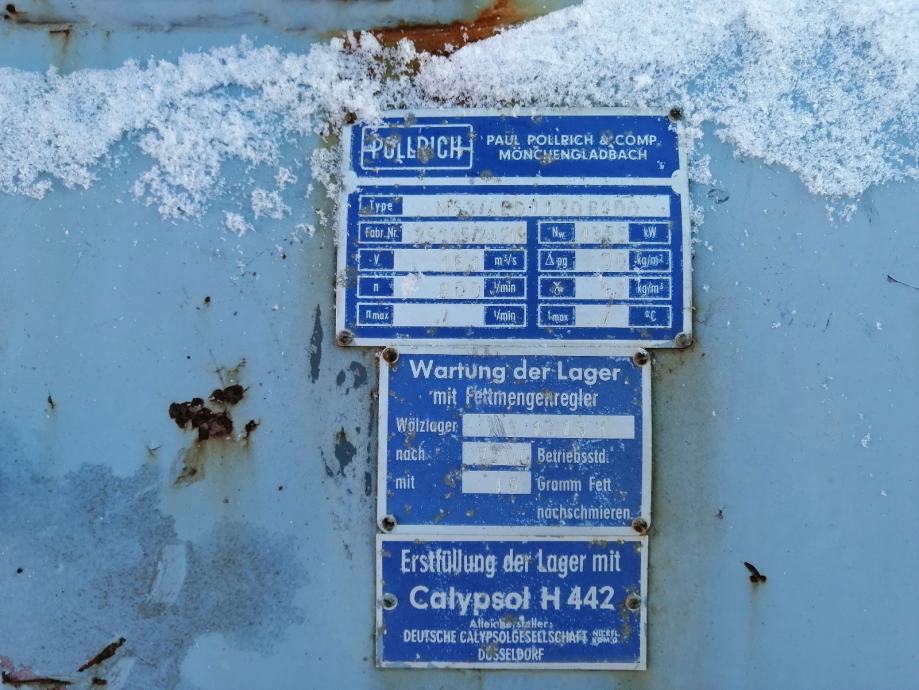 POLLRICH
PAUL POLLRICH & COMP
MÖNCHENGLADBACH
Type
Fabr. Nr. Nw kW
V m³/s Δpg kg/m²
n 1/min kg/m³
nmax 1/min tmax °C
Wartung der Lager
mit Fettmengenregler
Wälzlager
nach Betriebsstd.
mit Gramm Fett
nachschmieren
Erstfüllung der Lager mit
Calypsol H 442
Alleinhersteller:
DEUTSCHE CALYPSOLGESELLSCHAFT
DÜSSELDORF